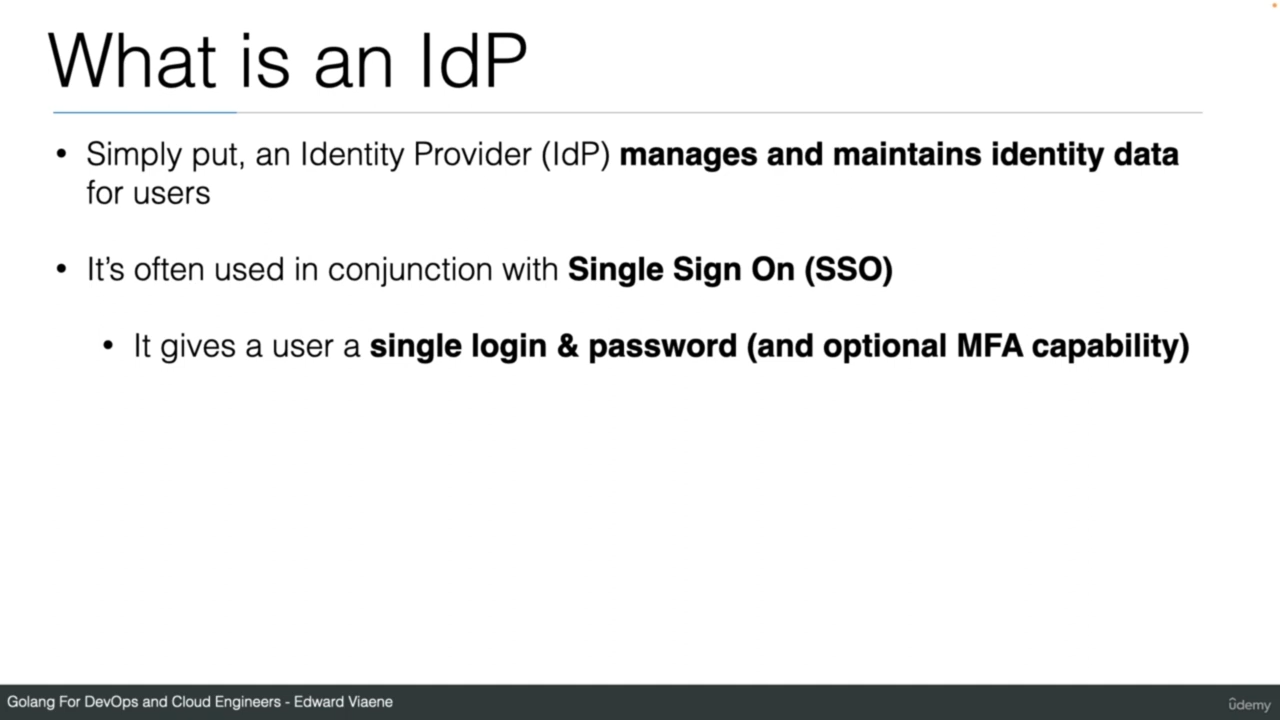 What is an IdP
• Simply put, an Identity Provider (IdP) manages and maintains identity data
for users
• It’s often used in conjunction with Single Sign On (SSO)
• It gives a user a single login & password (and optional MFA capability)
Golang For DevOps and Cloud Engineers - Edward Viaene
ûdemy